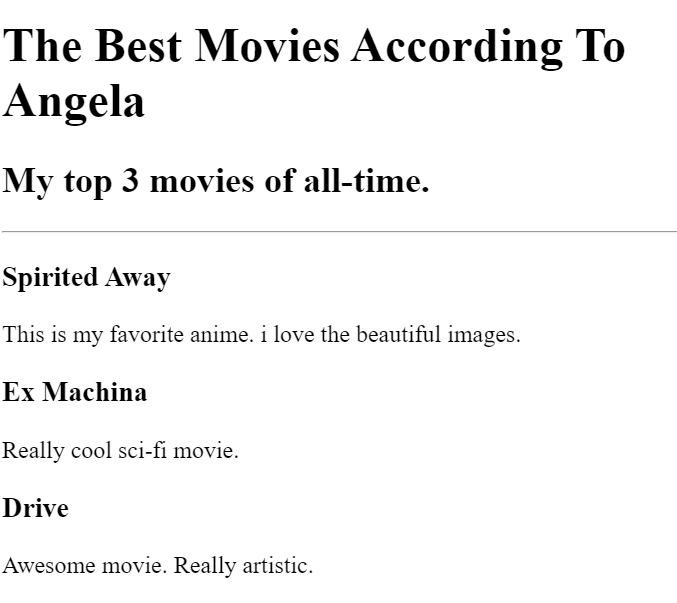 The Best Movies According To
Angela
My top 3 movies of all-time.
Spirited Away
This is my favorite anime. i love the beautiful images.
Ex Machina
Really cool sci-fi movie.
Drive
Awesome movie. Really artistic.